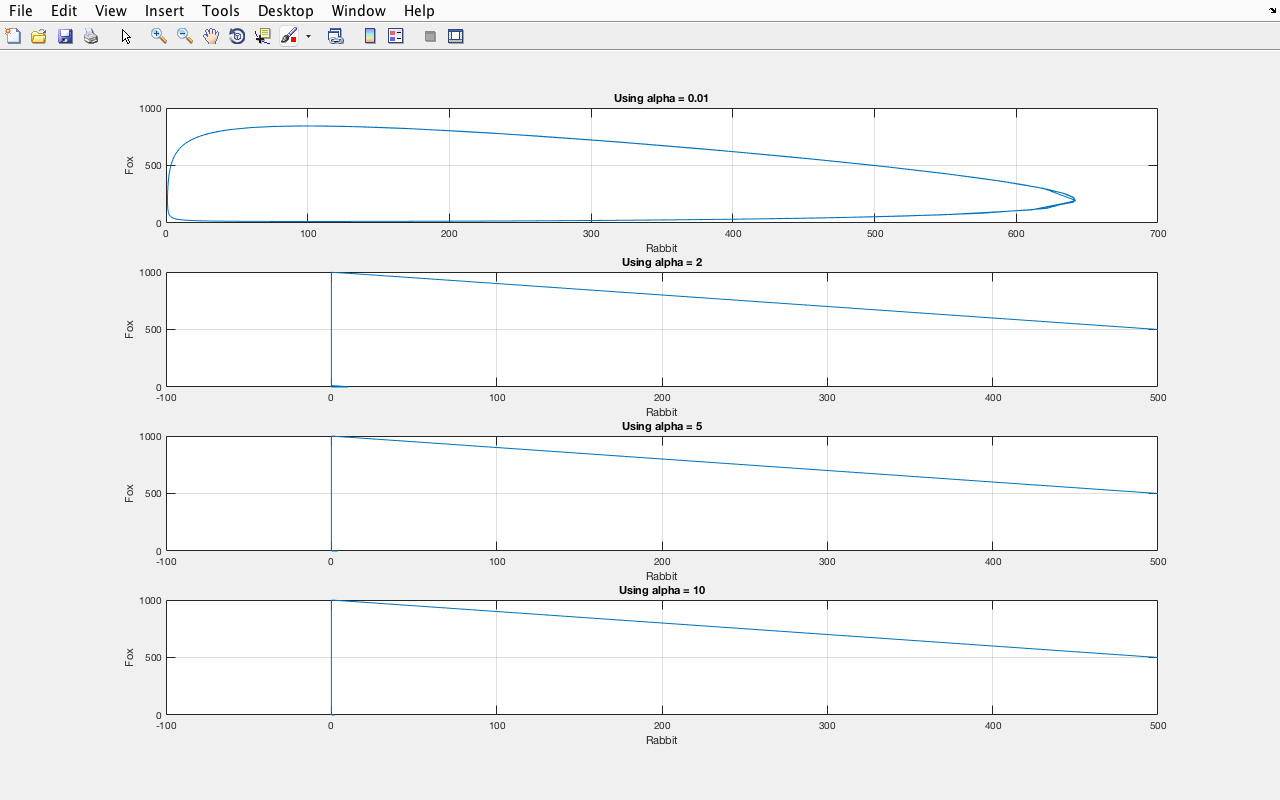 File Edit View Insert Tools Desktop Window Help
Using alpha = 0.01
1000
500
0
Fox
0 100 200 300 400 500 600 700
Rabbit
Using alpha = 2
1000
500
0
Fox
-100 0 100 200 300 400 500
Rabbit
Using alpha = 5
1000
500
0
Fox
-100 0 100 200 300 400 500
Rabbit
Using alpha = 10
1000
500
0
Fox
-100 0 100 200 300 400 500
Rabbit